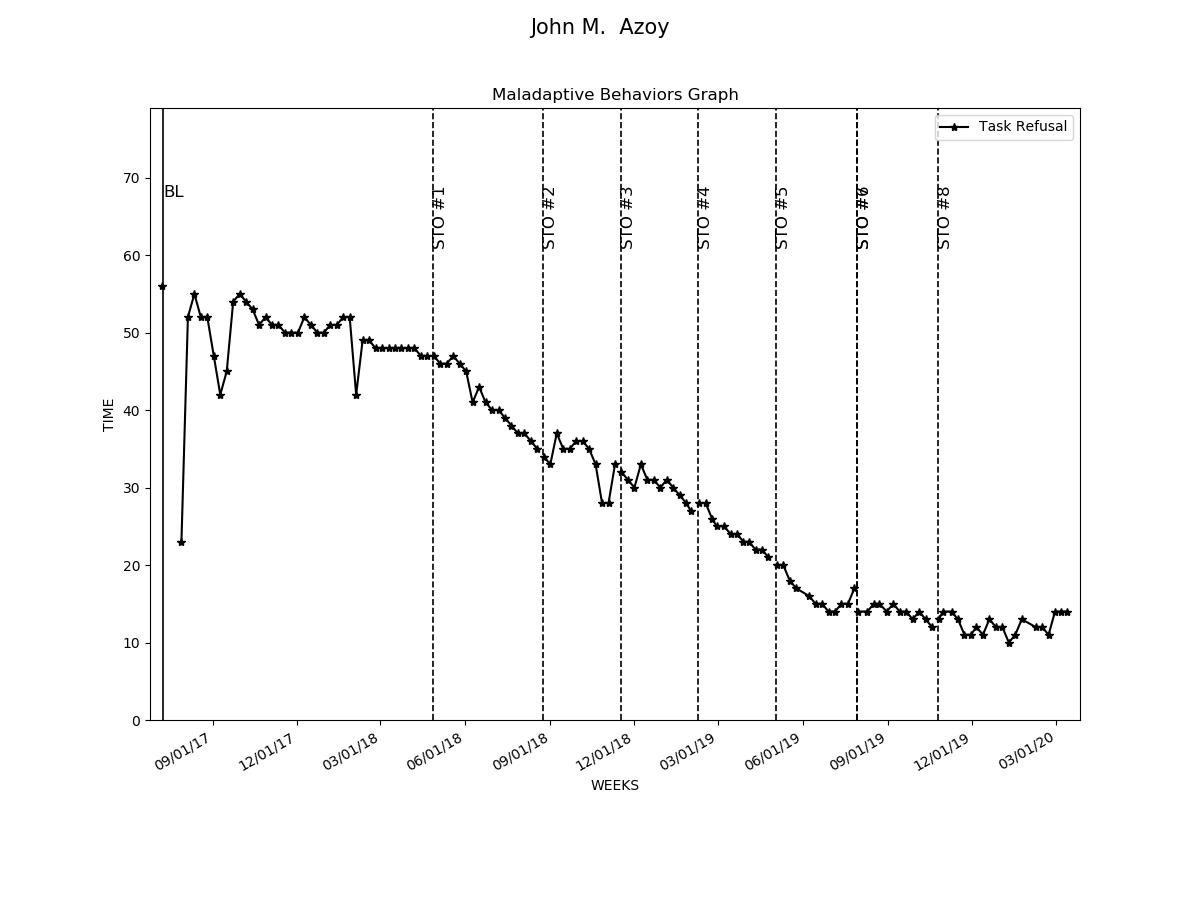 John M.  Azoy
Maladaptive Behaviors Graph
Task Refusal
BL
STO #1
STO #2
STO #3
STO #4
STO #5
STO #6
STO #8
TIME
70
60
50
40
30
20
10
0
09/01/17
12/01/17
03/01/18
06/01/18
09/01/18
12/01/18
03/01/19
06/01/19
09/01/19
12/01/19
03/01/20
WEEKS